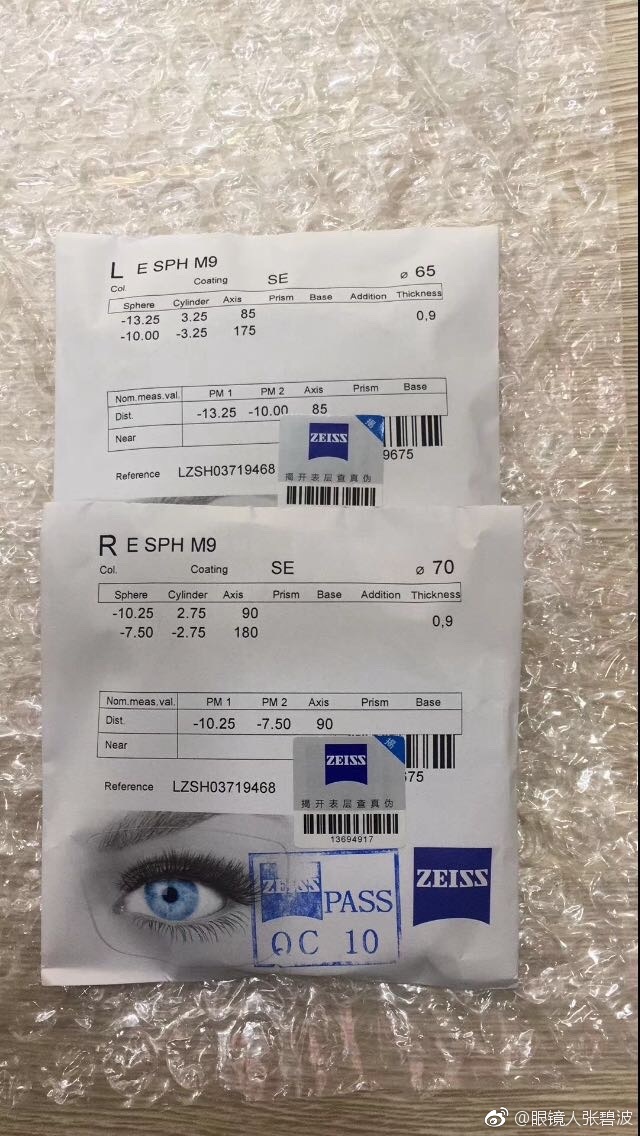 L E SPH M9
Col. Coating SE ⌀ 65
Sphere Cylinder Axis Prism Base Addition Thickness
-13.25 3.25 85 0,9
-10.00 -3.25 175
Nom.meas.val. PM 1 PM 2 Axis Prism Base
Dist. -13.25 -10.00 85
Near
ZEISS
揭
9675
揭开表层查真伪
Reference LZSH03719468
R E SPH M9
Col. Coating SE ⌀ 70
Sphere Cylinder Axis Prism Base Addition Thickness
-10.25 2.75 90 0,9
-7.50 -2.75 180
Nom.meas.val. PM 1 PM 2 Axis Prism Base
Dist. -10.25 -7.50 90
Near
ZEISS
揭
675
揭开表层查真伪
Reference LZSH03719468
13694917
ZEISS PASS
QC 10
ZEISS
@眼镜人张碧波